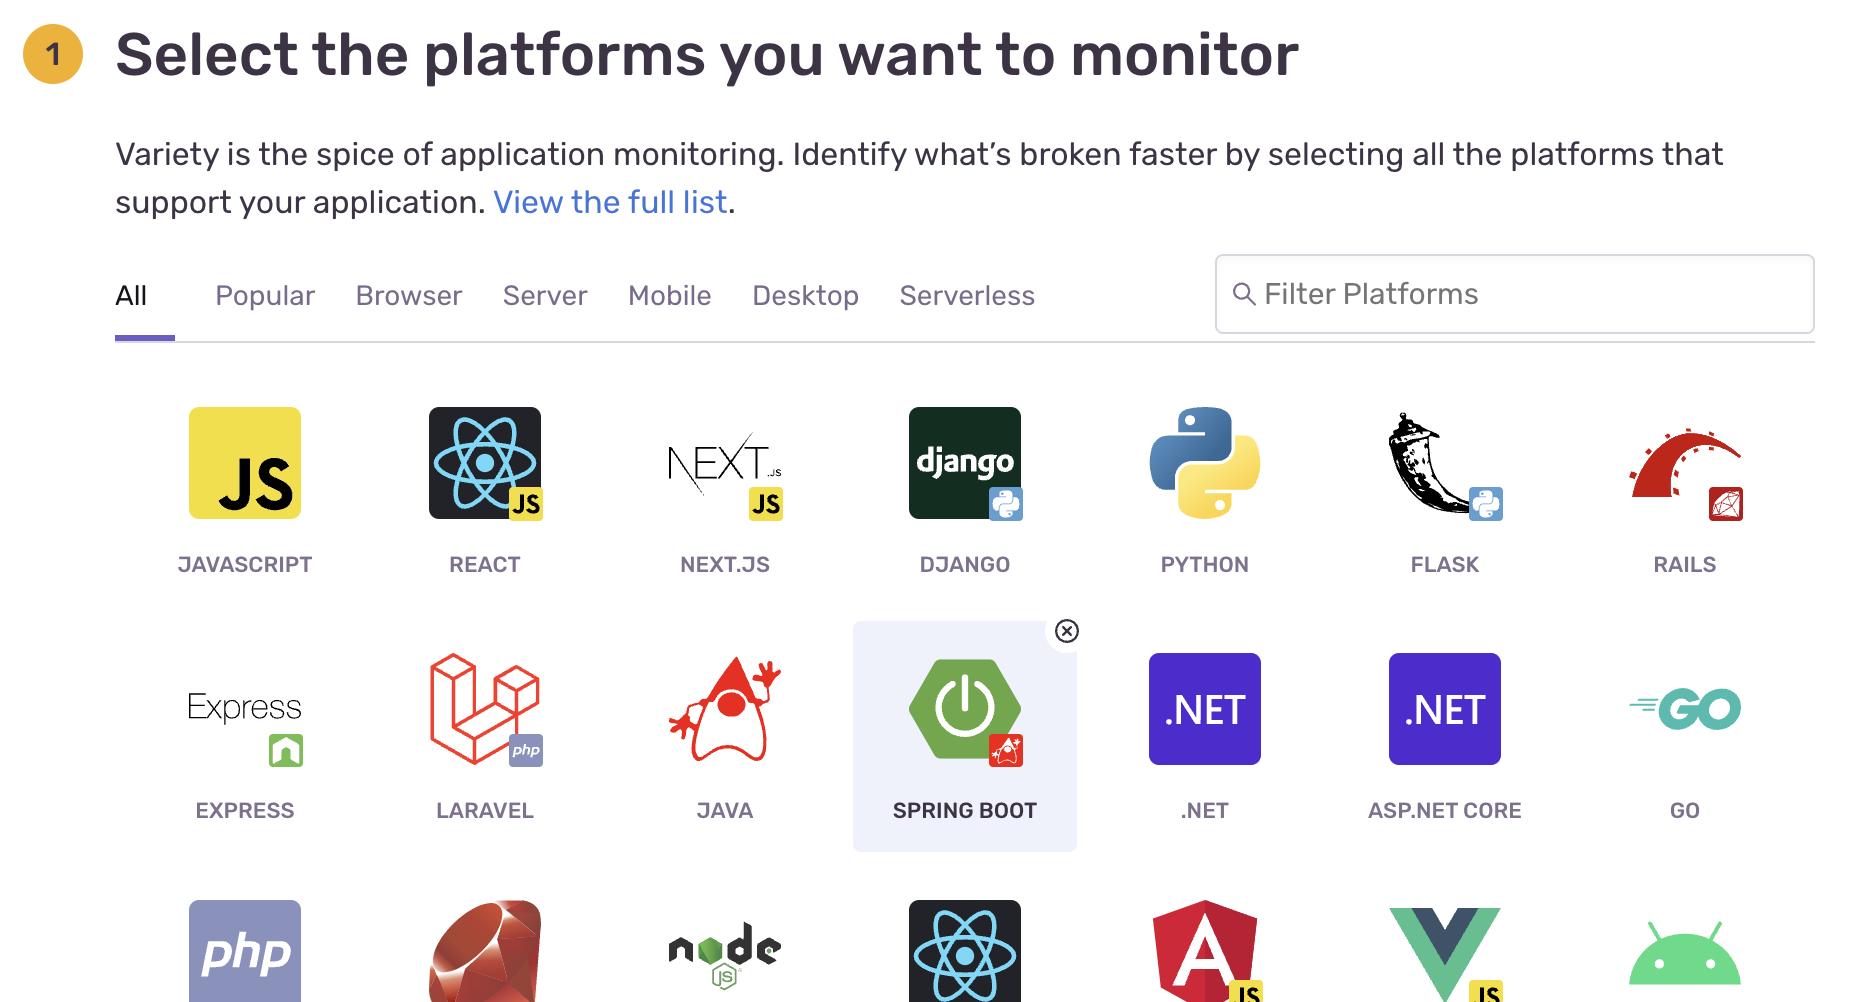 1
Select the platforms you want to monitor
Variety is the spice of application monitoring. Identify what’s broken faster by selecting all the platforms that
support your application. View the full list.
All Popular Browser Server Mobile Desktop Serverless Filter Platforms
JS JS NEXT.JS JS django
JAVASCRIPT REACT NEXT.JS DJANGO PYTHON FLASK RAILS
Express php .NET .NET GO
EXPRESS LARAVEL JAVA SPRING BOOT .NET ASP.NET CORE GO
php node JS A JS JS